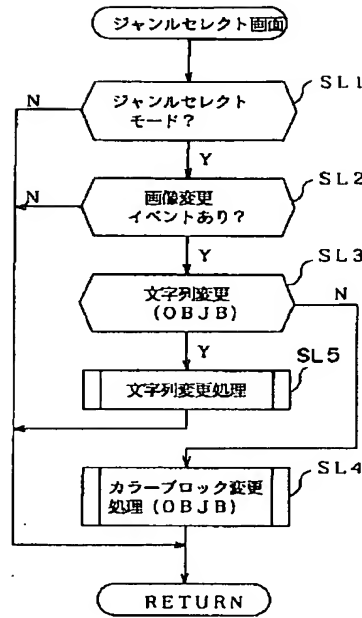 ジャンルセレクト画面
SL1
N
ジャンルセレクト
モード？
Y
SL2
N
画像変更
イベントあり？
Y
SL3
文字列変更
(OBJB)
N
Y
SL5
文字列変更処理
SL4
カラーブロック変更
処理(OBJB)
RETURN